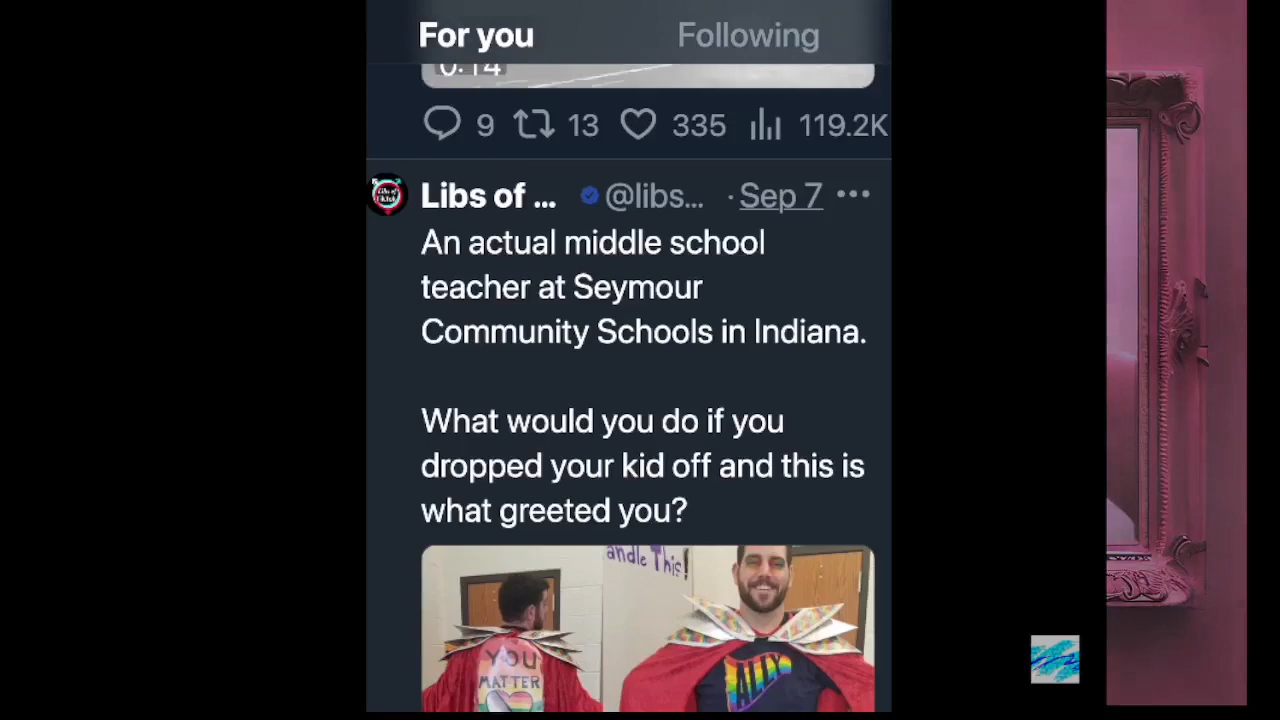 For you Following
0:14
9 13 335 119.2K
Libs of ... @libs... · Sep 7
An actual middle school
teacher at Seymour
Community Schools in Indiana.
What would you do if you
dropped your kid off and this is
what greeted you?
andle This!
YOU
MATTER
ALLY